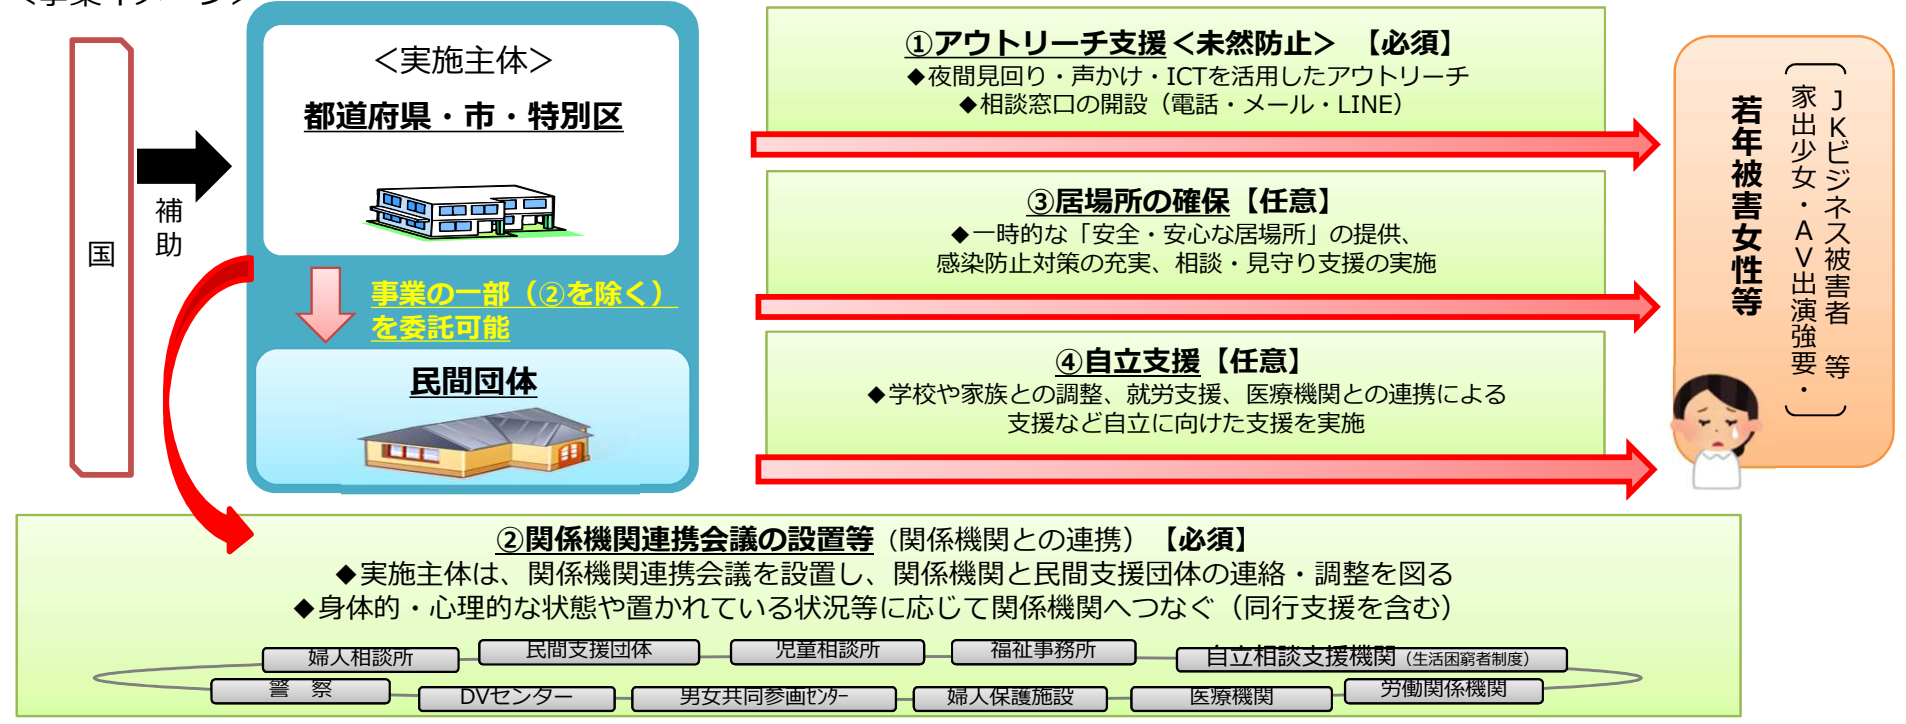 <事業イメージ>
国
補助
<実施主体>
都道府県・市・特別区
事業の一部（②を除く）
を委託可能
民間団体
①アウトリーチ支援<未然防止> 【必須】
◆夜間見回り・声かけ・ICTを活用したアウトリーチ
◆相談窓口の開設（電話・メール・LINE）
③居場所の確保【任意】
◆一時的な「安全・安心な居場所」の提供、
感染防止対策の充実、相談・見守り支援の実施
④自立支援【任意】
◆学校や家族との調整、就労支援、医療機関との連携による
支援など自立に向けた支援を実施
JKビジネス被害者 等
家出少女・AV出演強要・
若年被害女性等
②関係機関連携会議の設置等（関係機関との連携）【必須】
◆実施主体は、関係機関連携会議を設置し、関係機関と民間支援団体の連絡・調整を図る
◆身体的・心理的な状態や置かれている状況等に応じて関係機関へつなぐ（同行支援を含む）
婦人相談所
民間支援団体
児童相談所
福祉事務所
自立相談支援機関（生活困窮者制度）
警 察
DVセンター
男女共同参画ｾﾝﾀｰ
婦人保護施設
医療機関
労働関係機関